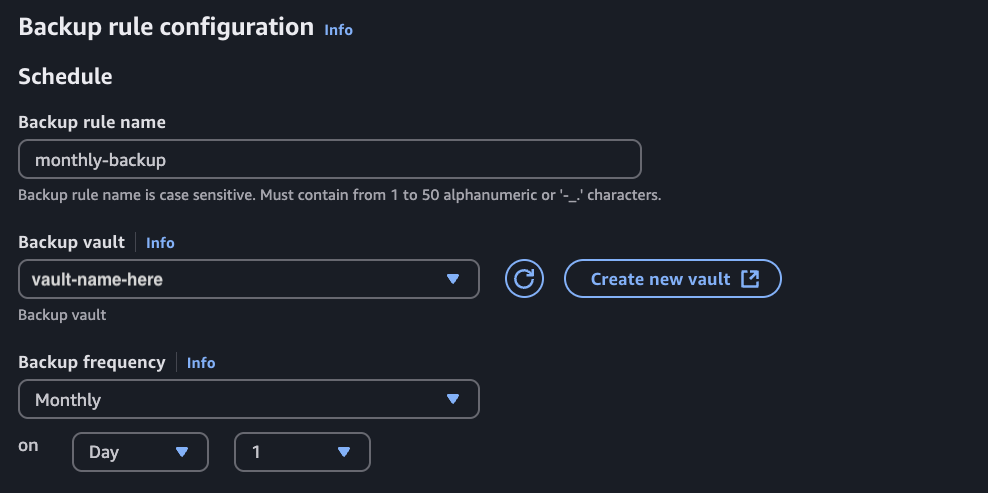 Backup rule configuration Info
Schedule
Backup rule name
monthly-backup
Backup rule name is case sensitive. Must contain from 1 to 50 alphanumeric or '-_.' characters.
Backup vault Info
vault-name-here Create new vault
Backup vault
Backup frequency Info
Monthly
on Day 1